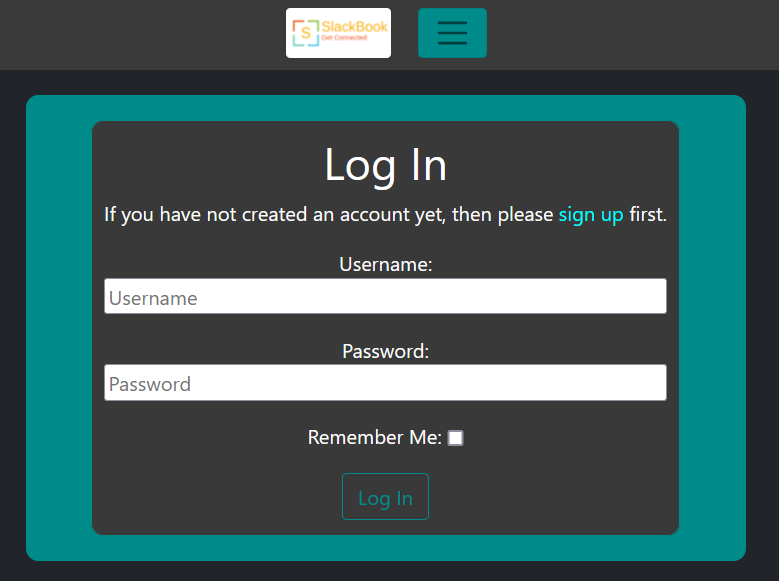 S SlackBook
Get Connected
Log In
If you have not created an account yet, then please sign up first.
Username:
Username
Password:
Password
Remember Me:
Log In